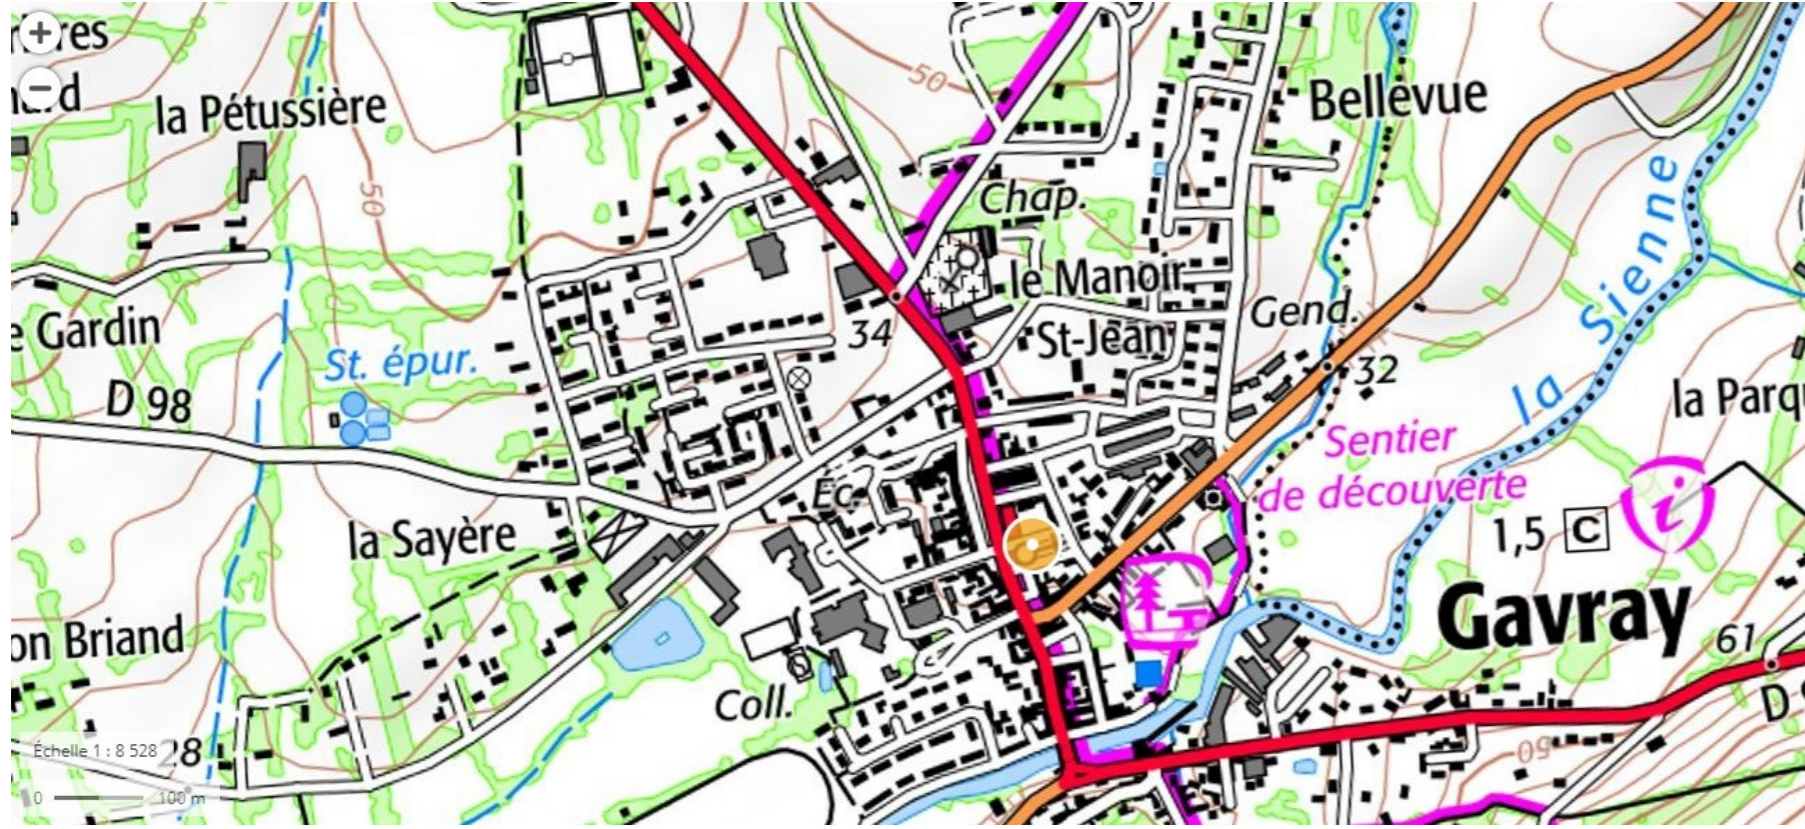 +
−
la Pétussière
50
Bellevue
50
Chap.
la Sienne
le Manoir
Gend.
34
St-Jean
32
St. épur.
D 98
la Parq
Sentier
de découverte
Éc.
i
1,5 C
la Sayère
Gavray
on Briand
61
Coll.
D
28
50
Échelle 1 : 8 528
0 100 m
e Gardin